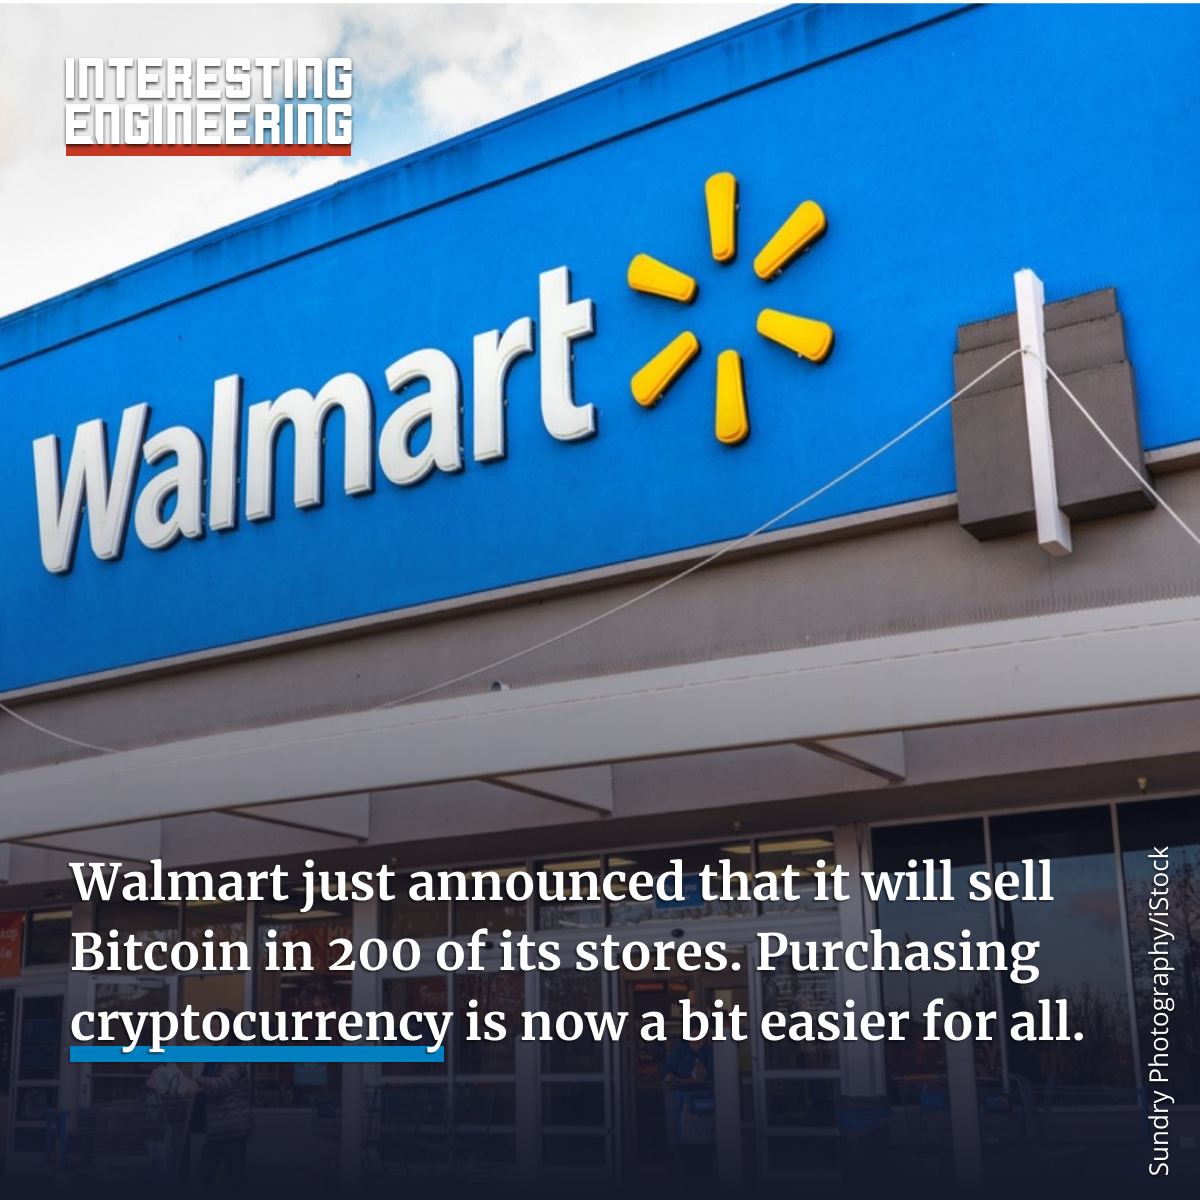 INTERESTING
ENGINEERING
Walmart
Walmart just announced that it will sell
Bitcoin in 200 of its stores. Purchasing
cryptocurrency is now a bit easier for all.
Sundry Photography/iStock